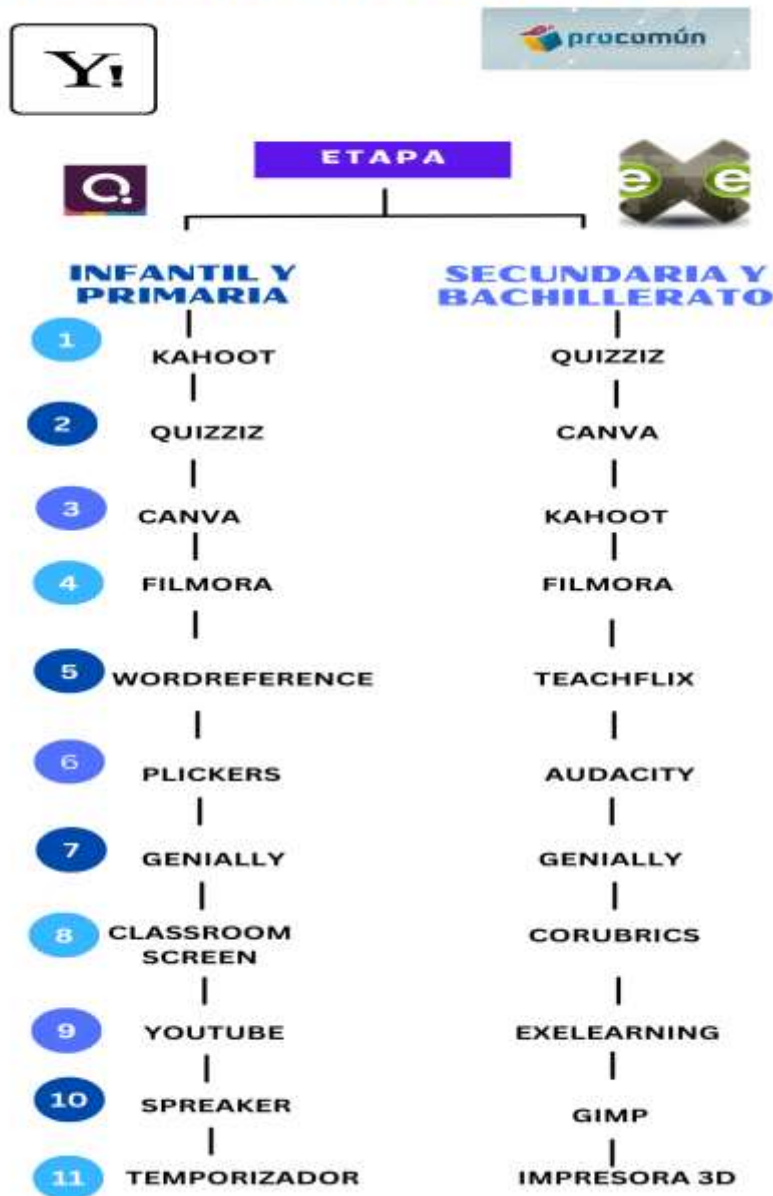 Y!
procomún
ETAPA
Q.
e e
INFANTIL Y
PRIMARIA
SECUNDARIA Y
BACHILLERATO
1
KAHOOT
QUIZZIZ
2
QUIZZIZ
CANVA
3
CANVA
KAHOOT
4
FILMORA
FILMORA
5
WORDREFERENCE
TEACHFLIX
6
PLICKERS
AUDACITY
7
GENIALLY
GENIALLY
8
CLASSROOM
SCREEN
CORUBRICS
9
YOUTUBE
EXELEARNING
10
SPREAKER
GIMP
11
TEMPORIZADOR
IMPRESORA 3D